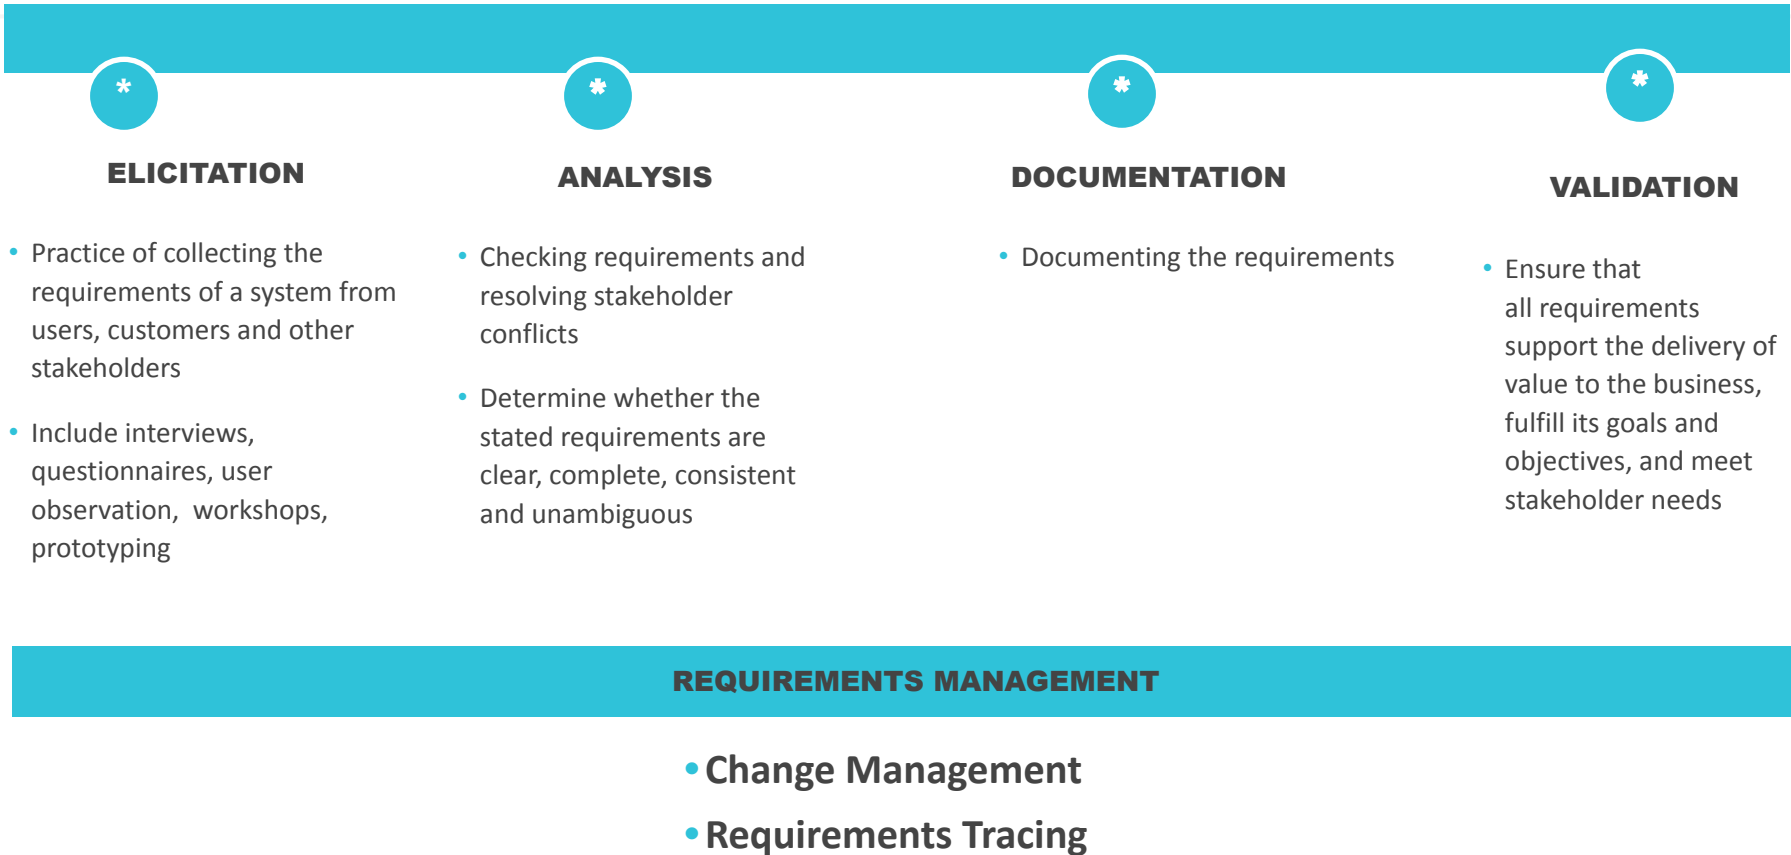 *
*
*
*
ELICITATION
• Practice of collecting the
requirements of a system from
users, customers and other
stakeholders
• Include interviews,
questionnaires, user
observation,  workshops,
prototyping
ANALYSIS
• Checking requirements and
resolving stakeholder
conflicts
• Determine whether the
stated requirements are
clear, complete, consistent
and unambiguous
DOCUMENTATION
• Documenting the requirements
VALIDATION
• Ensure that
all requirements
support the delivery of
value to the business,
fulfill its goals and
objectives, and meet
stakeholder needs
REQUIREMENTS MANAGEMENT
• Change Management
• Requirements Tracing